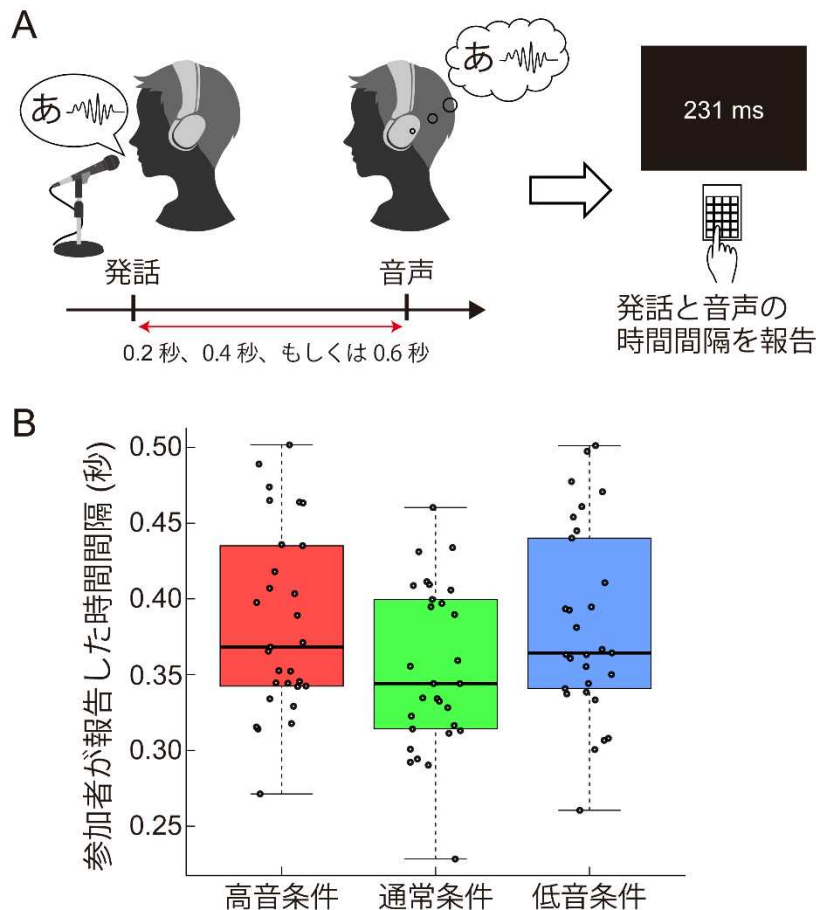 A
あ
あ
231 ms
発話
音声
0.2 秒、0.4 秒、もしくは 0.6 秒
発話と音声の
時間間隔を報告
B
参加者が報告した時間間隔 (秒)
0.50
0.45
0.40
0.35
0.30
0.25
高音条件
通常条件
低音条件